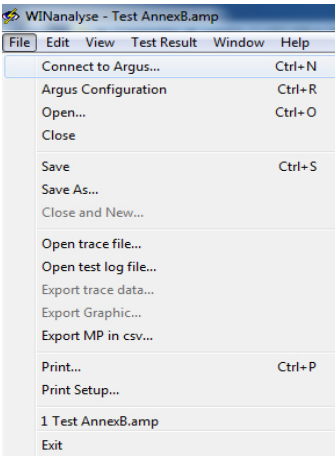 WINanalyse - Test AnnexB.amp
File Edit View Test Result Window Help
Connect to Argus... Ctrl+N
Argus Configuration Ctrl+R
Open... Ctrl+O
Close
Save Ctrl+S
Save As...
Close and New...
Open trace file...
Open test log file...
Export trace data...
Export Graphic...
Export MP in csv...
Print... Ctrl+P
Print Setup...
1 Test AnnexB.amp
Exit